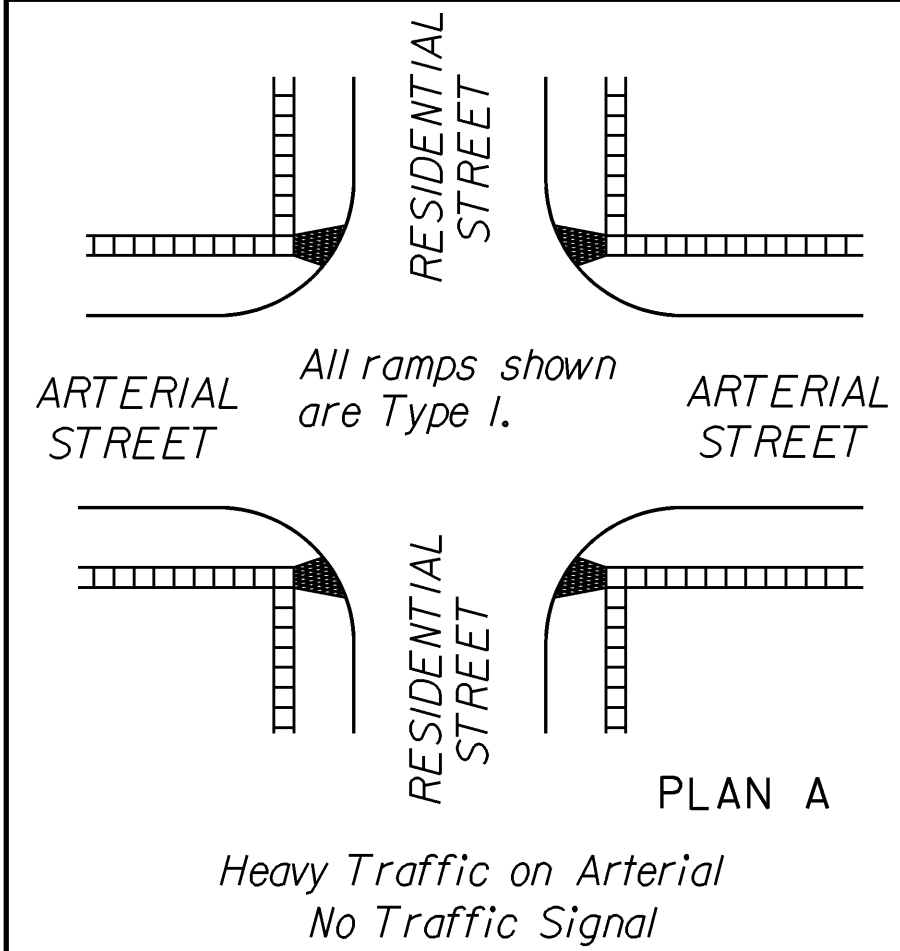 RESIDENTIAL
STREET
All ramps shown
are Type I.
ARTERIAL
STREET
ARTERIAL
STREET
RESIDENTIAL
STREET
PLAN A
Heavy Traffic on Arterial
No Traffic Signal